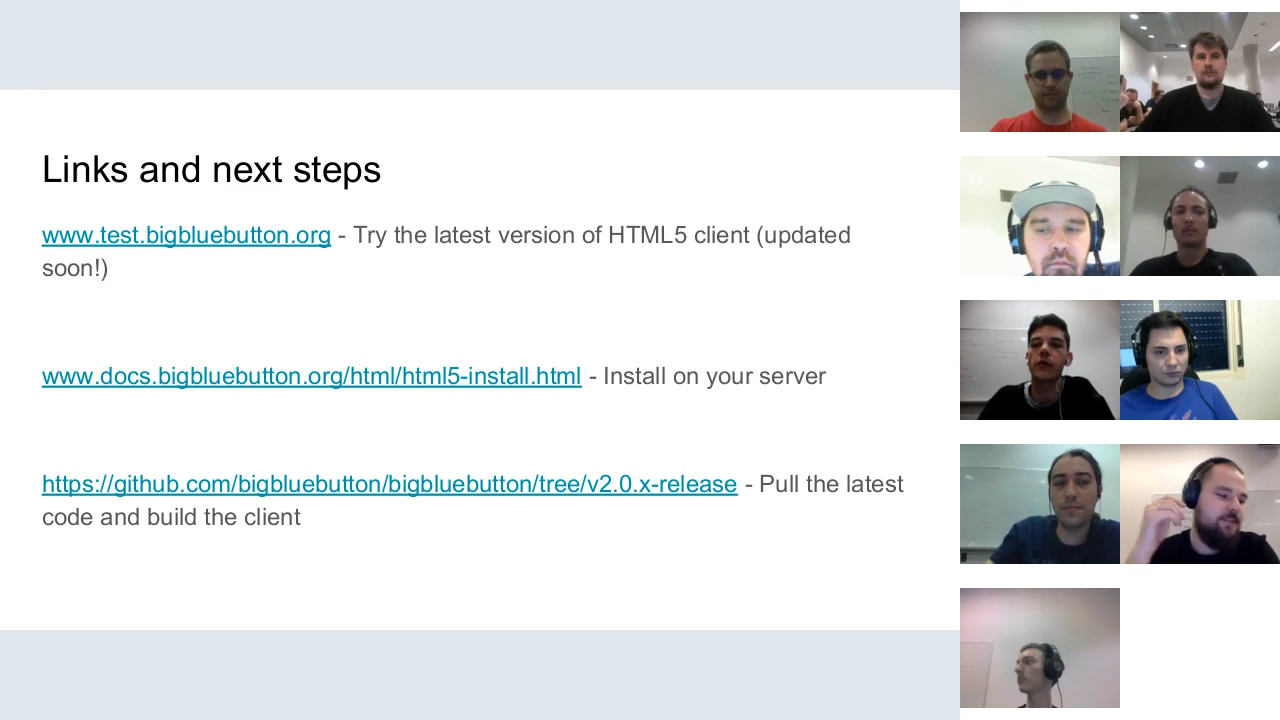 Links and next steps
www.test.bigbluebutton.org - Try the latest version of HTML5 client (updated
soon!)
www.docs.bigbluebutton.org/html/html5-install.html - Install on your server
https://github.com/bigbluebutton/bigbluebutton/tree/v2.0.x-release - Pull the latest
code and build the client